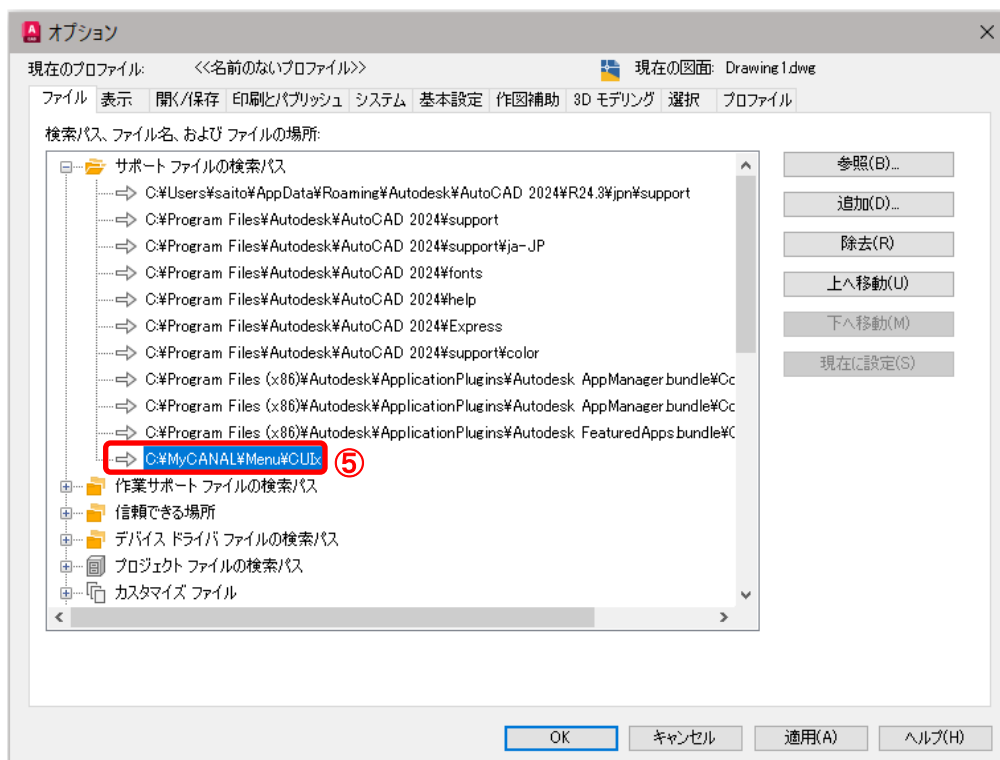 オプション
現在のプロファイル: <<名前のないプロファイル>> 現在の図面: Drawing1.dwg
ファイル 表示 開く/保存 印刷とパブリッシュ システム 基本設定 作図補助 3D モデリング 選択 プロファイル
検索パス、ファイル名、および ファイルの場所:
サポート ファイルの検索パス
C:¥Users¥saito¥AppData¥Roaming¥Autodesk¥AutoCAD 2024¥R24.3¥jpn¥support
C:¥Program Files¥Autodesk¥AutoCAD 2024¥support
C:¥Program Files¥Autodesk¥AutoCAD 2024¥support¥ja-JP
C:¥Program Files¥Autodesk¥AutoCAD 2024¥fonts
C:¥Program Files¥Autodesk¥AutoCAD 2024¥help
C:¥Program Files¥Autodesk¥AutoCAD 2024¥Express
C:¥Program Files¥Autodesk¥AutoCAD 2024¥support¥color
C:¥Program Files (x86)¥Autodesk¥ApplicationPlugins¥Autodesk AppManager.bundle¥Cc
C:¥Program Files (x86)¥Autodesk¥ApplicationPlugins¥Autodesk AppManager.bundle¥Cc
C:¥Program Files (x86)¥Autodesk¥ApplicationPlugins¥Autodesk FeaturedApps.bundle¥C
C:¥MyCANAL¥Menu¥CUIx ⑤
作業サポート ファイルの検索パス
信頼できる場所
デバイス ドライバ ファイルの検索パス
プロジェクト ファイルの検索パス
カスタマイズ ファイル
参照(B)...
追加(D)...
除去(R)
上へ移動(U)
下へ移動(M)
現在に設定(S)
OK キャンセル 適用(A) ヘルプ(H)